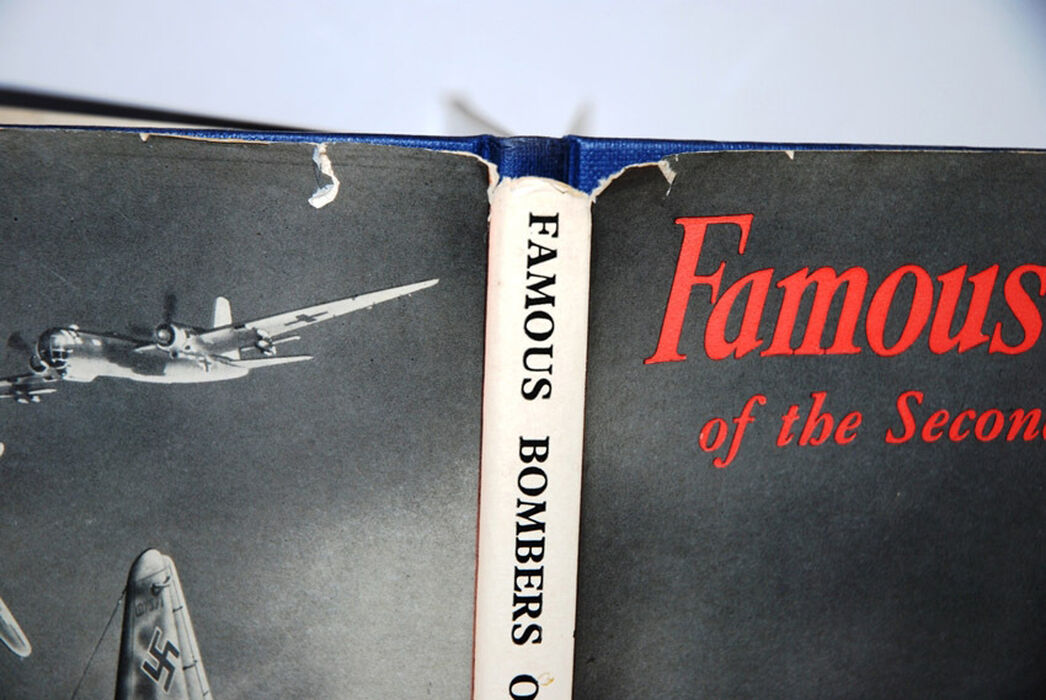 FAMOUS BOMBERS O
Famous
of the Secon